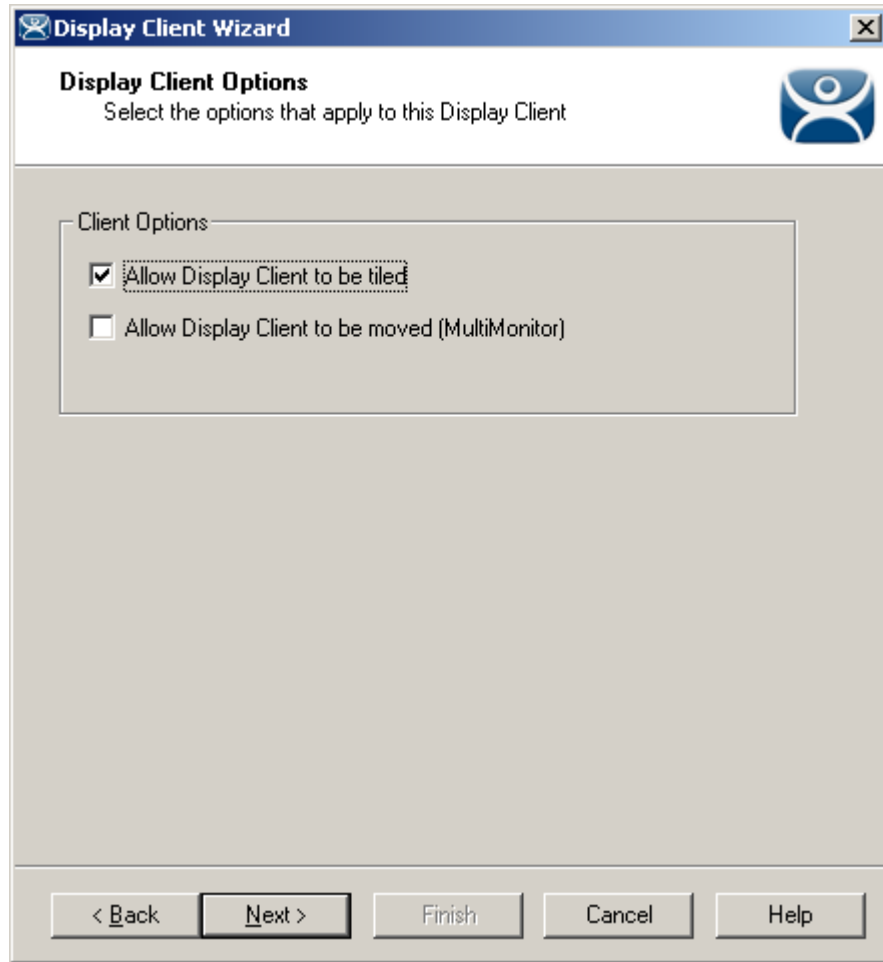 Display Client Wizard
Display Client Options
Select the options that apply to this Display Client
Client Options
Allow Display Client to be tiled
Allow Display Client to be moved (MultiMonitor)
< Back Next > Finish Cancel Help